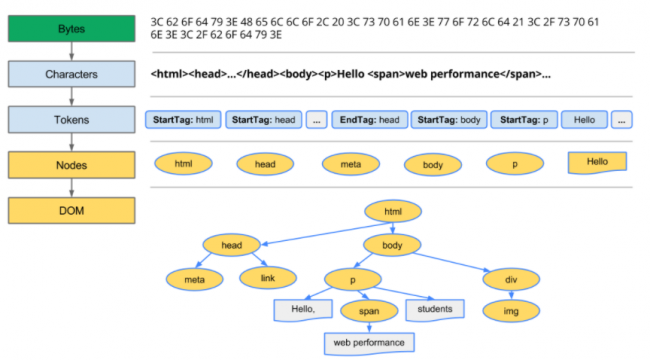 Bytes
3C 62 6F 64 79 3E 48 65 6C 6C 6F 2C 20 3C 73 70 61 6E 3E 77 6F 72 6C 64 21 3C 2F 73 70 61
6E 3E 3C 2F 62 6F 64 79 3E
Characters
<html><head>...</head><body><p>Hello <span>web performance</span>...
Tokens
StartTag: html StartTag: head ... EndTag: head StartTag: body StartTag: p Hello ...
Nodes
html head meta body p Hello
DOM
html
head body
meta link p div
Hello, span students img
web performance